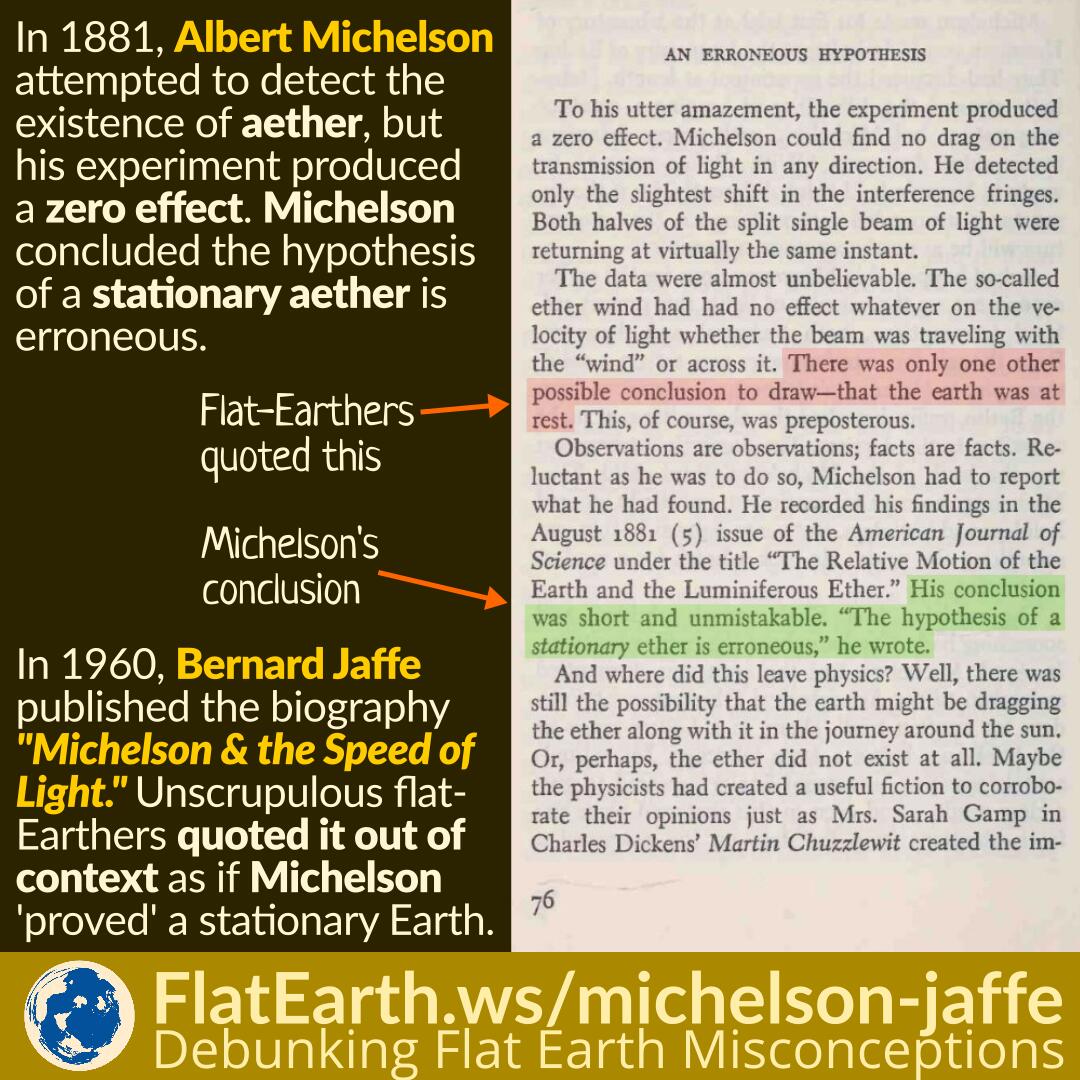 In 1881, Albert Michelson
attempted to detect the
existence of aether, but
his experiment produced
a zero effect. Michelson
concluded the hypothesis
of a stationary aether is
erroneous.
Flat-Earthers
quoted this
Michelson's
conclusion
In 1960, Bernard Jaffe
published the biography
"Michelson & the Speed of
Light." Unscrupulous flat-
Earthers quoted it out of
context as if Michelson
'proved' a stationary Earth.
AN ERRONEOUS HYPOTHESIS
To his utter amazement, the experiment produced
a zero effect. Michelson could find no drag on the
transmission of light in any direction. He detected
only the slightest shift in the interference fringes.
Both halves of the split single beam of light were
returning at virtually the same instant.
The data were almost unbelievable. The so-called
ether wind had had no effect whatever on the ve-
locity of light whether the beam was traveling with
the “wind” or across it. There was only one other
possible conclusion to draw—that the earth was at
rest. This, of course, was preposterous.
Observations are observations; facts are facts. Re-
luctant as he was to do so, Michelson had to report
what he had found. He recorded his findings in the
August 1881 (5) issue of the American Journal of
Science under the title “The Relative Motion of the
Earth and the Luminiferous Ether.” His conclusion
was short and unmistakable. “The hypothesis of a
stationary ether is erroneous,” he wrote.
And where did this leave physics? Well, there was
still the possibility that the earth might be dragging
the ether along with it in the journey around the sun.
Or, perhaps, the ether did not exist at all. Maybe
the physicists had created a useful fiction to corrobo-
rate their opinions just as Mrs. Sarah Gamp in
Charles Dickens’ Martin Chuzzlewit created the im-
76
FlatEarth.ws/michelson-jaffe
Debunking Flat Earth Misconceptions